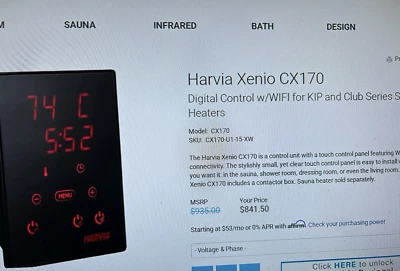 M SAUNA INFRARED BATH DESIGN
Harvia Xenio CX170
Digital Control w/WIFI for KIP and Club Series S
Heaters
Model: CX170
SKU: CX170-U1-15-XW
The Harvia Xenio CX170 is a control unit with a touch control panel featuring W
connectivity. The stylishly small, yet clear touch control panel is easy to install
you want it: in the sauna, shower room, dressing room, or even the living room.
Xenio CX170 includes a contactor box. Sauna heater sold separately.
MSRP Your Price
$935.00 $841.50
Starting at $53/mo or 0% APR with affirm. Check your purchasing power
- Voltage & Phase -
Click HERE to unlock
74 C
5:52
MENU
HARVIA